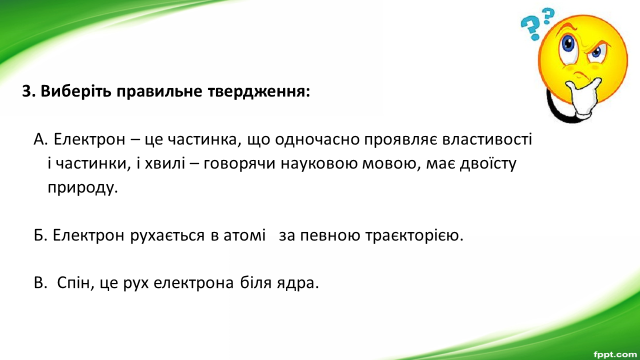 3. Виберіть правильне твердження:
А. Електрон – це частинка, що одночасно проявляє властивості
і частинки, і хвилі – говорячи науковою мовою, має двоїсту
природу.
Б. Електрон рухається в атомі за певною траєкторією.
В. Спін, це рух електрона біля ядра.
fppt.com